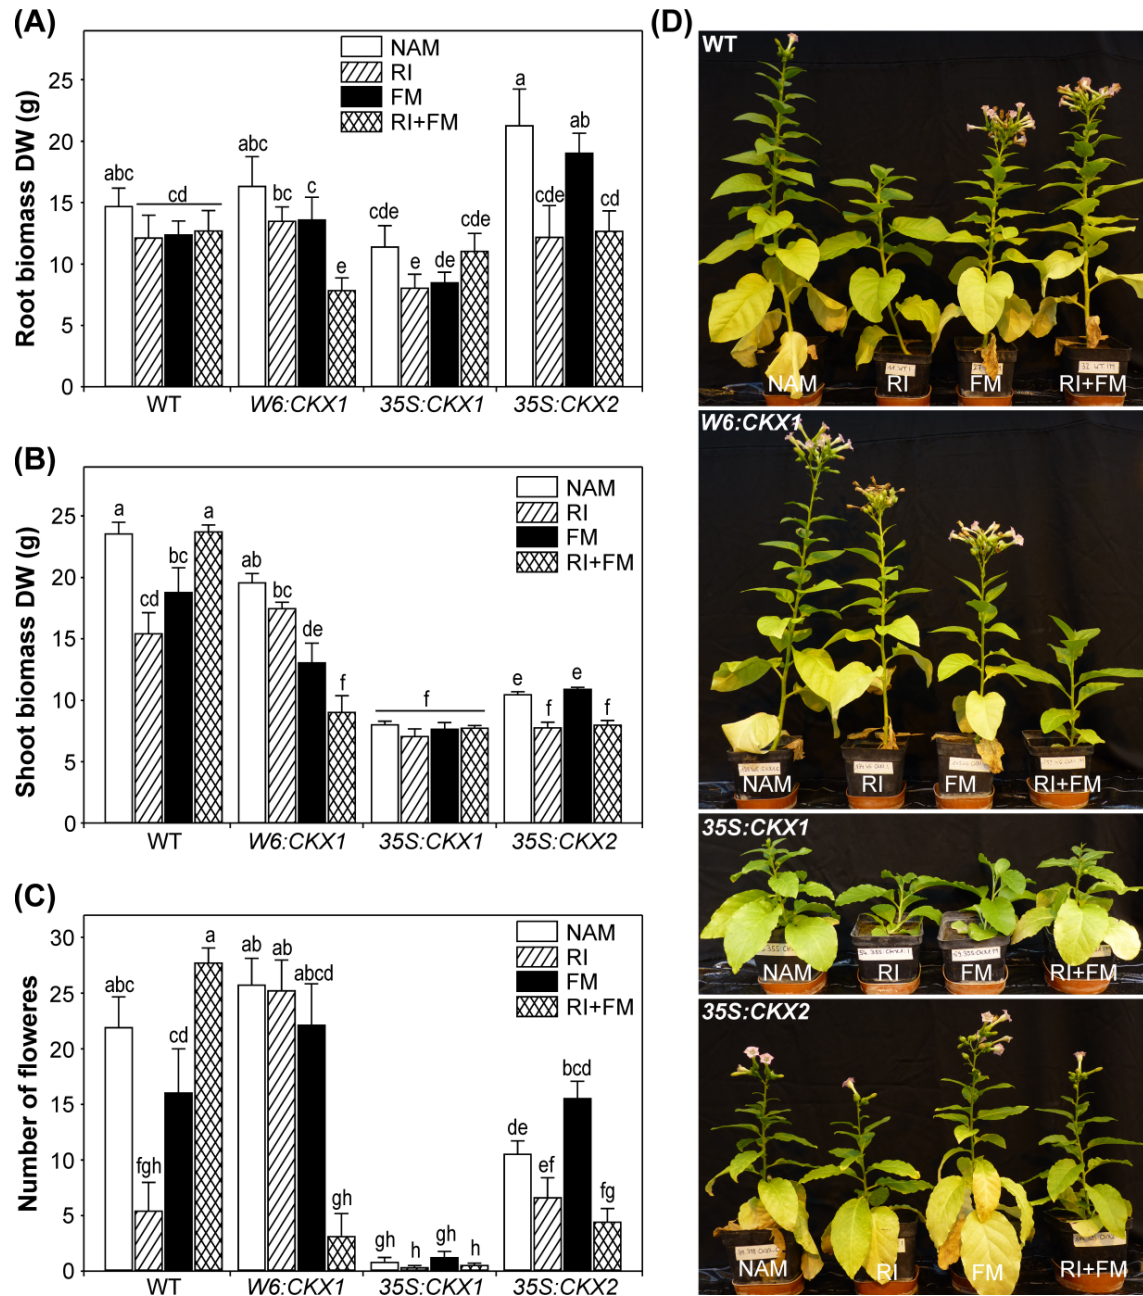 (A)
Root biomass DW (g)
25
20
15
10
5
0
NAM
RI
FM
RI+FM
abc
cd
abc
bc
c
e
cde
e
de
cde
a
cde
ab
cd
WT
W6:CKX1
35S:CKX1
35S:CKX2
(B)
Shoot biomass DW (g)
25
20
15
10
5
0
NAM
RI
FM
RI+FM
a
cd
bc
a
ab
bc
de
f
f
e
f
e
f
WT
W6:CKX1
35S:CKX1
35S:CKX2
(C)
Number of floweres
30
25
20
15
10
5
0
NAM
RI
FM
RI+FM
abc
fgh
cd
a
ab
ab
abcd
gh
gh
h
gh
h
de
ef
bcd
fg
WT
W6:CKX1
35S:CKX1
35S:CKX2
(D)
WT
NAM
RI
FM
RI+FM
W6:CKX1
NAM
RI
FM
RI+FM
35S:CKX1
NAM
RI
FM
RI+FM
35S:CKX2
NAM
RI
FM
RI+FM